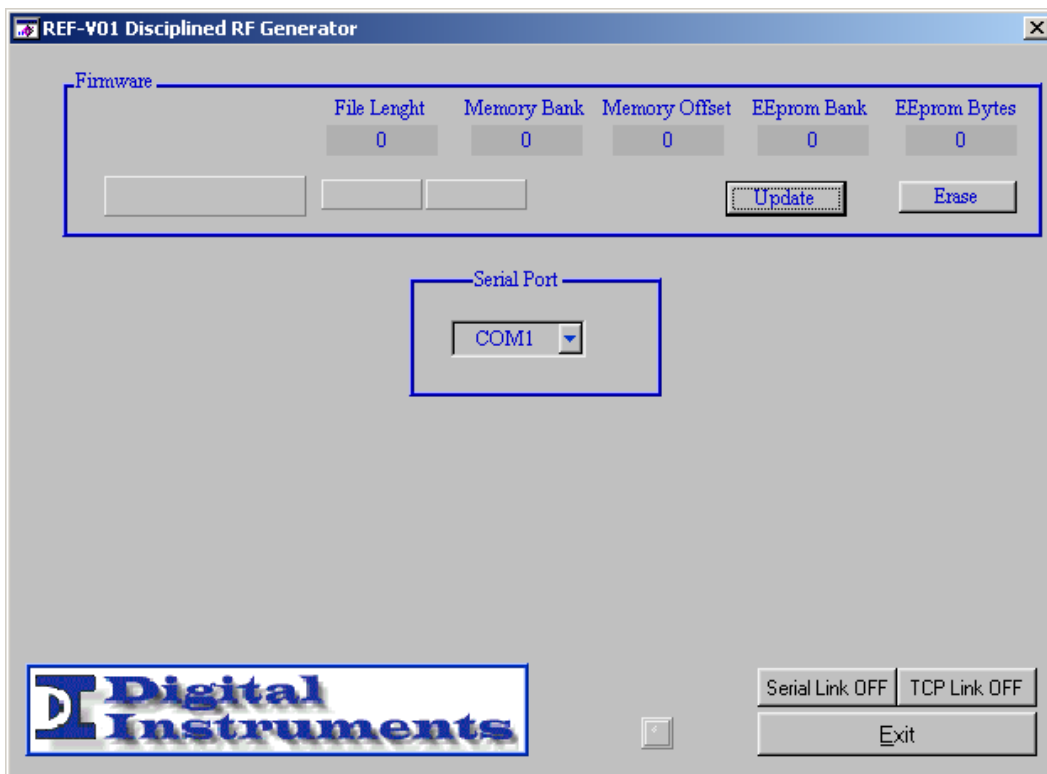 REF-V01 Disciplined RF Generator
Firmware
File Lenght Memory Bank Memory Offset EEprom Bank EEprom Bytes
0 0 0 0 0
Update Erase
Serial Port
COM1
DI Digital
Instruments
Serial Link OFF TCP Link OFF
Exit